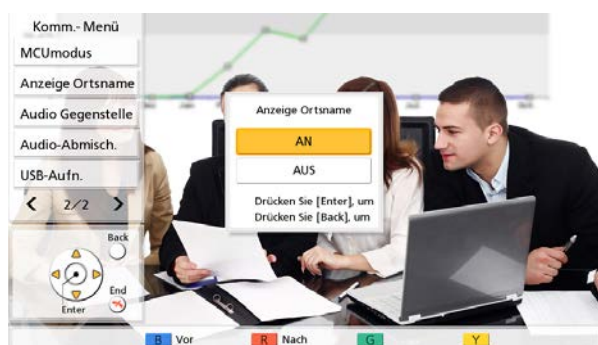 Komm.- Menü
MCUmodus
Anzeige Ortsname
Audio Gegenstelle
Audio-Abmisch.
USB-Aufn.
2/2
Back
End
Enter
Anzeige Ortsname
AN
AUS
Drücken Sie [Enter], um
Drücken Sie [Back], um
B Vor R Nach G Y